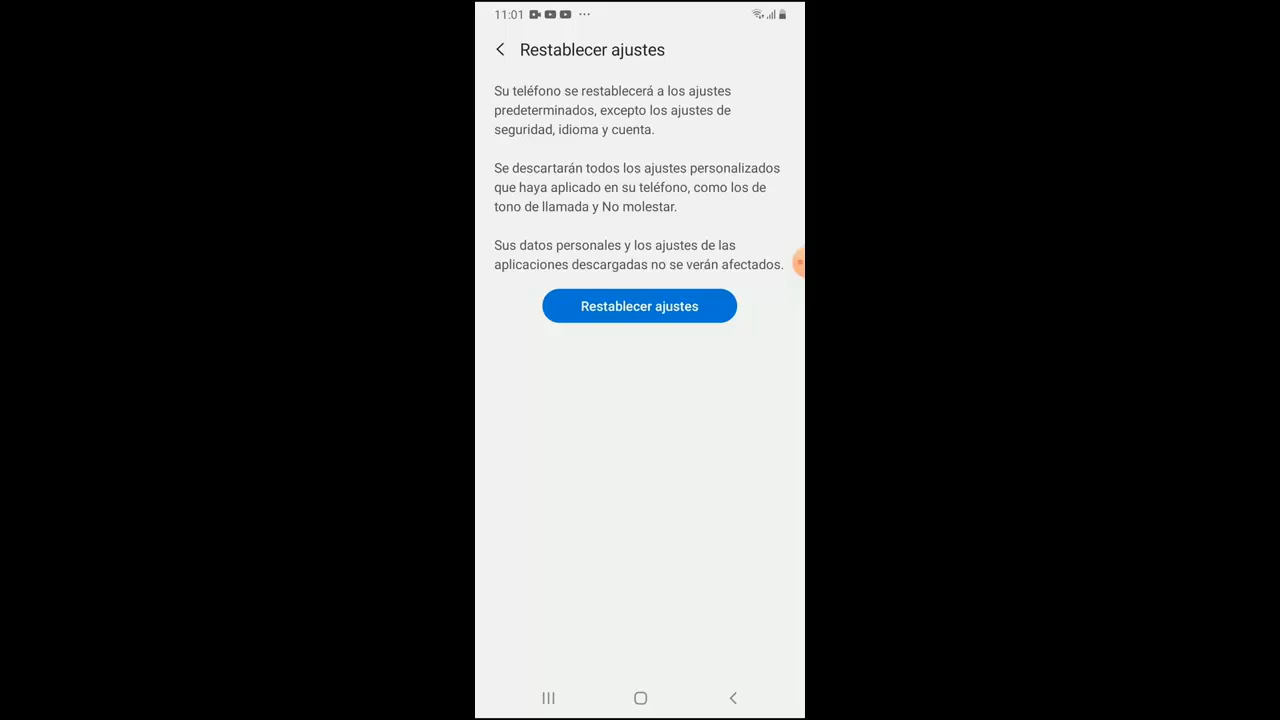 11:01
Restablecer ajustes
Su teléfono se restablecerá a los ajustes
predeterminados, excepto los ajustes de
seguridad, idioma y cuenta.
Se descartarán todos los ajustes personalizados
que haya aplicado en su teléfono, como los de
tono de llamada y No molestar.
Sus datos personales y los ajustes de las
aplicaciones descargadas no se verán afectados.
Restablecer ajustes